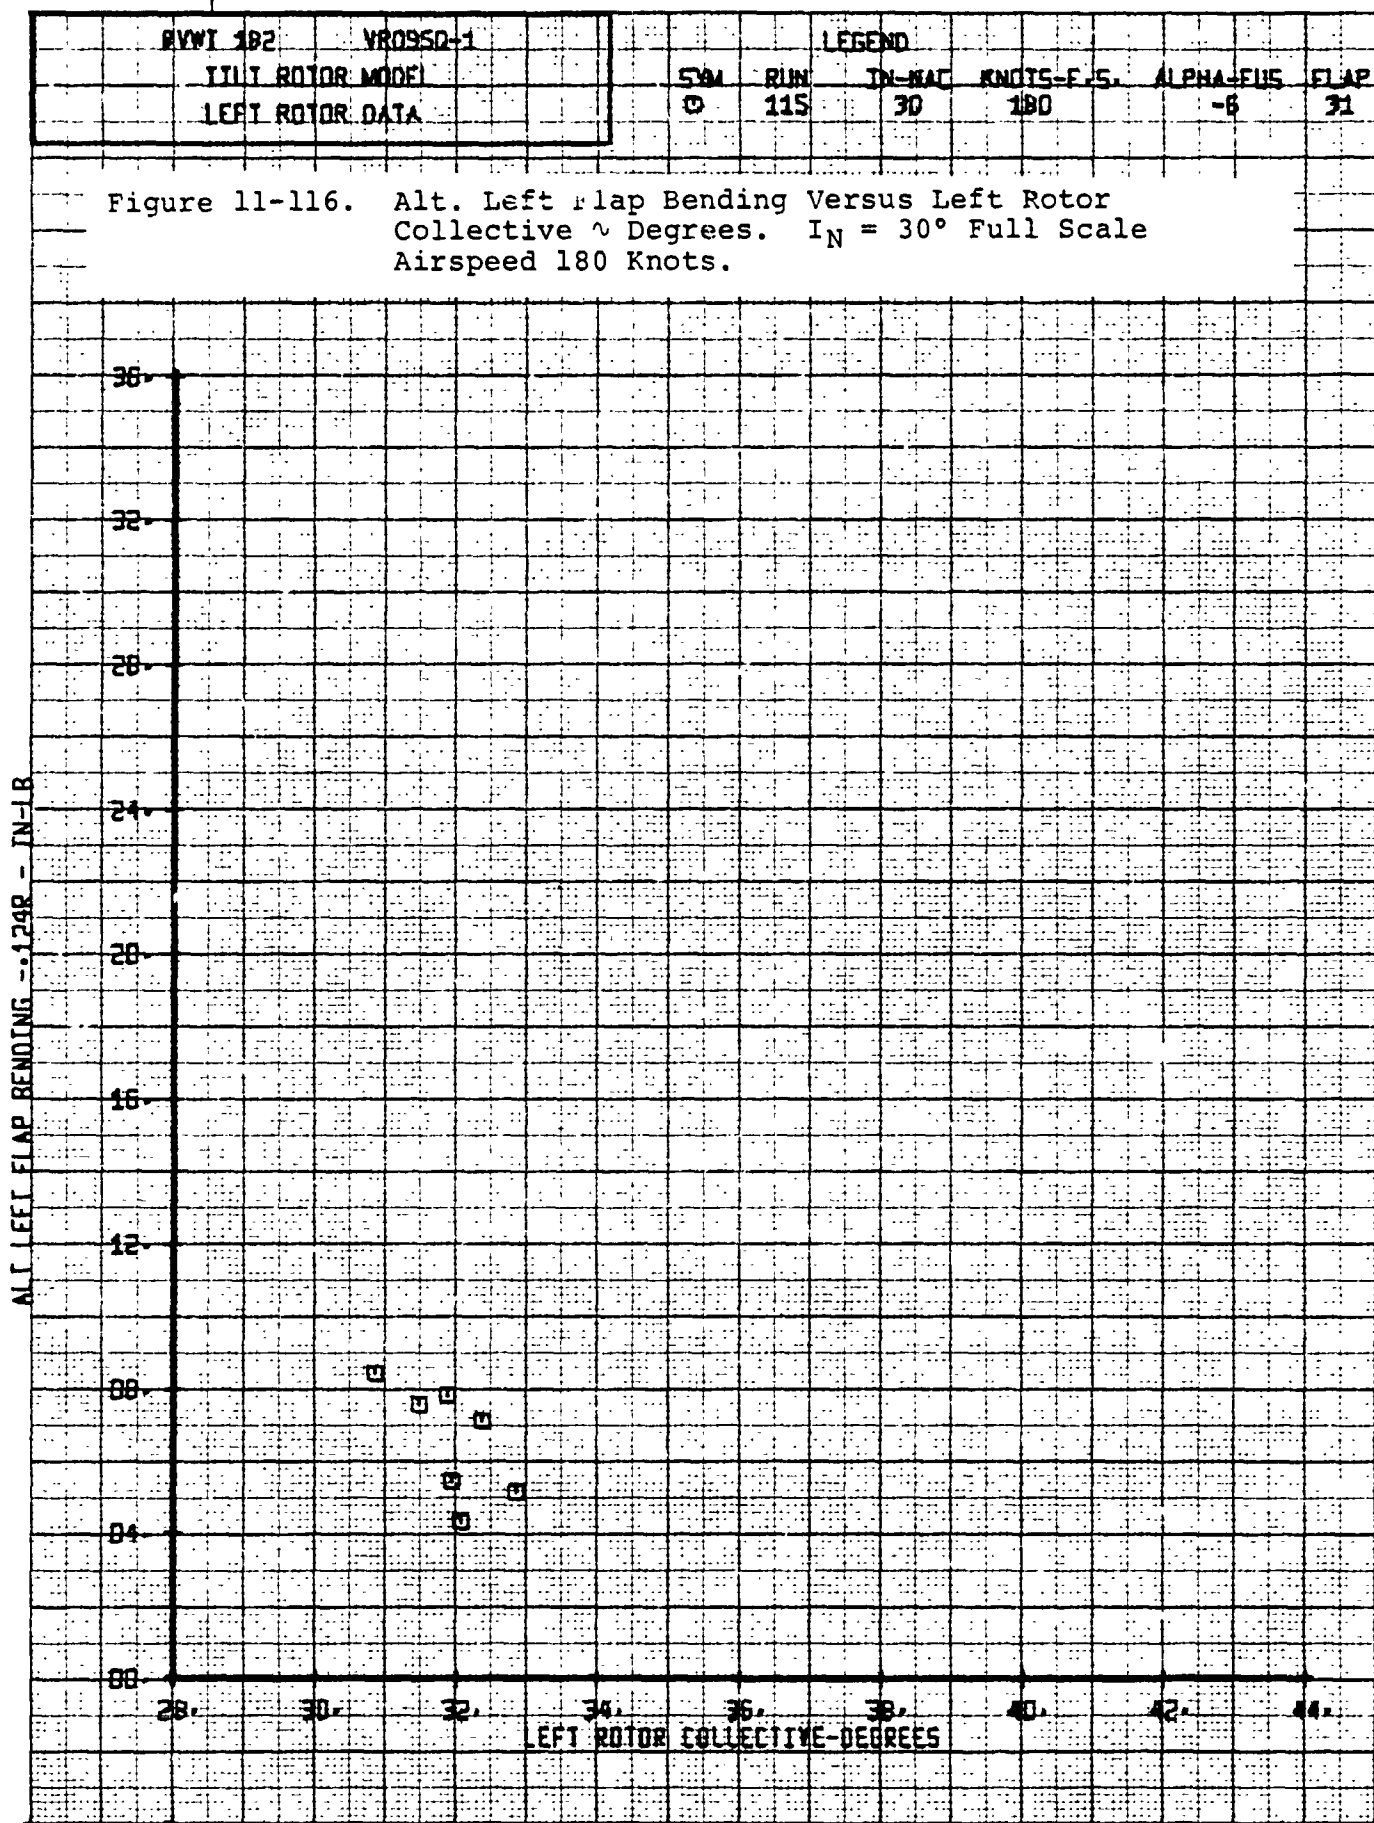 BVWT 182 VR095Q-1
TILT ROTOR MODEL
LEFT ROTOR DATA
LEGEND
SYM RUN IN-NAC KNOTS-F.S. ALPHA-FUS FLAP
115 30 180 -6 31
Figure 11-116. Alt. Left Flap Bending Versus Left Rotor
Collective ~ Degrees. IN = 30° Full Scale
Airspeed 180 Knots.
36.
32.
28.
24.
20.
16.
12.
08.
04.
00.
ALT LEFT FLAP BENDING -.124R - IN-LB
28. 30. 32. 34. 36. 38. 40. 42. 44.
LEFT ROTOR COLLECTIVE-DEGREES